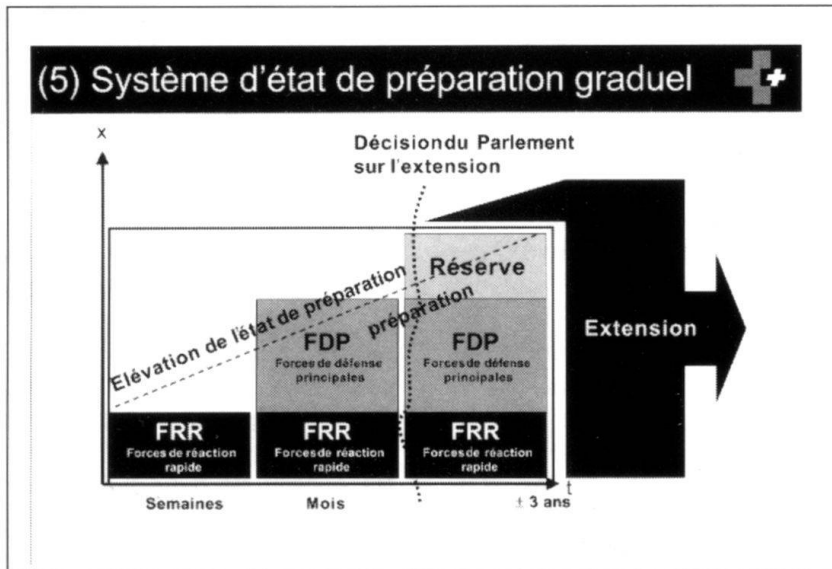 (5) Système d'état de préparation graduel
x
Décisiondu Parlement
sur l'extension
Elévation de l'état de préparation
préparation
Réserve
FDP
Forces de défense
principales
FDP
Forces de défense
principales
Extension
FRR
Forces de réaction
rapide
FRR
Forces de réaction
rapide
FRR
Forces de réaction
rapide
t
Semaines
Mois
± 3 ans